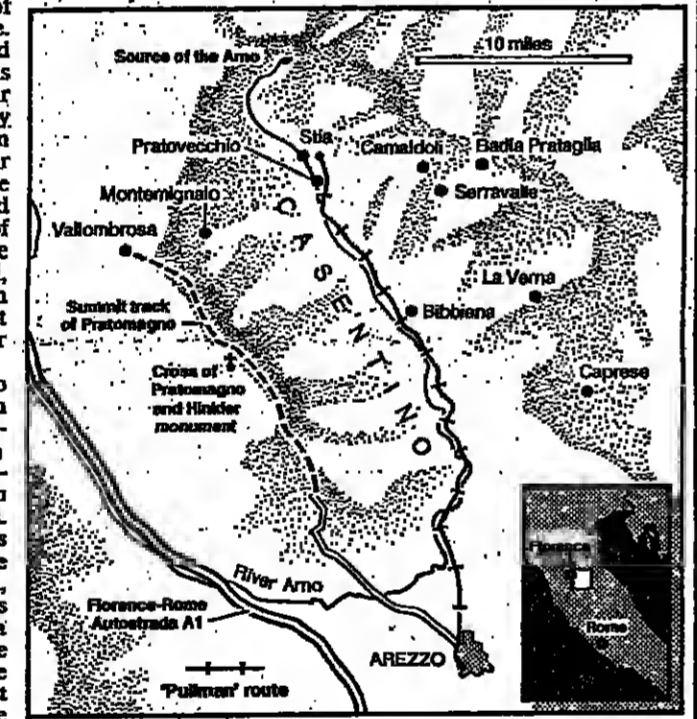 10 miles
Source of the Arno
Stia
Pratovecchio
Camaldoli
Badia Prataglia
Serravalle
Montemignaio
Vallombrosa
CASENTINO
La Verna
Summit track
of Pratomagno
Bibbiena
Cross of
Pratomagno
and Hinkler
monument
Caprese
Florence
River Arno
Florence-Rome
Autostrada A1
Rome
AREZZO
'Pullman' route